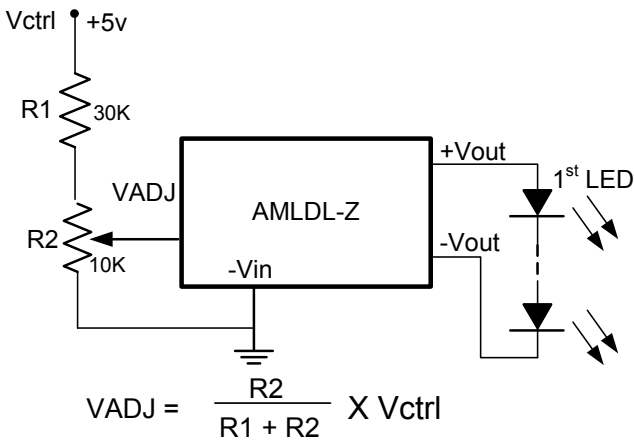 Vctrl +5v
R1 30K
VADJ
R2 10K
AMLDL-Z
-Vin
+Vout
-Vout
1st LED
VADJ = R2 / R1 + R2 X Vctrl